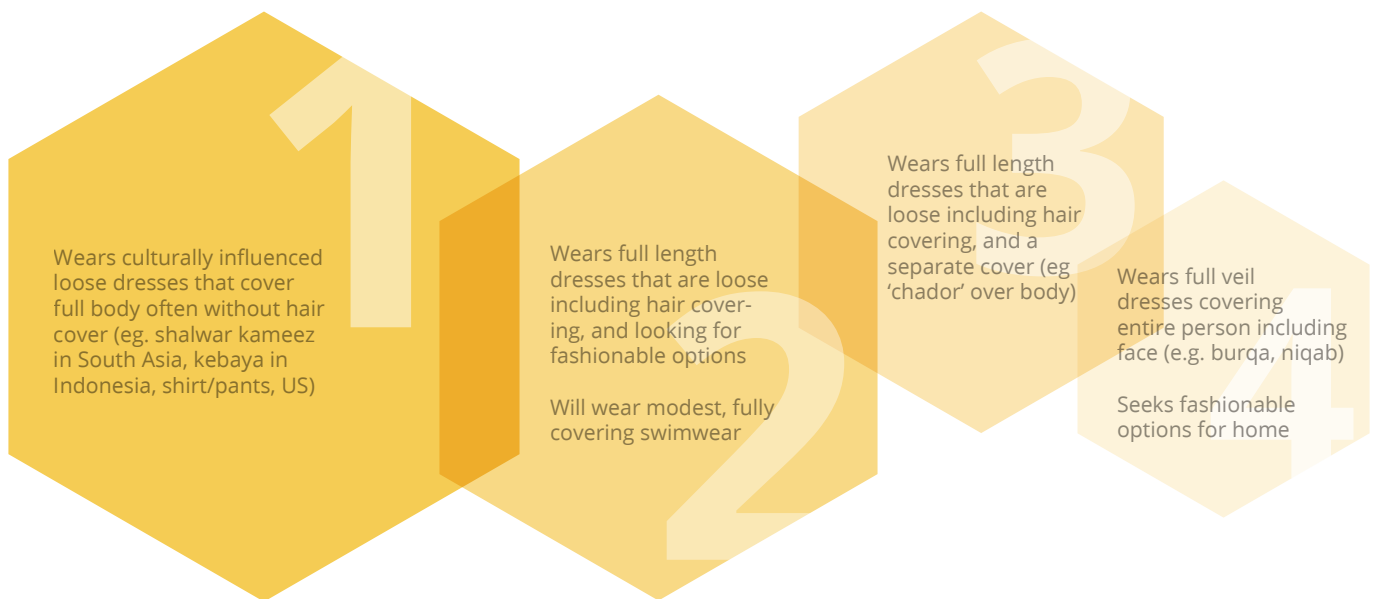 1
Wears culturally influenced
loose dresses that cover
full body often without hair
cover (eg. shalwar kameez
in South Asia, kebaya in
Indonesia, shirt/pants, US)
2
Wears full length
dresses that are loose
including hair cover-
ing, and looking for
fashionable options
Will wear modest, fully
covering swimwear
3
Wears full length
dresses that are
loose including hair
covering, and a
separate cover (eg
‘chador’ over body)
4
Wears full veil
dresses covering
entire person including
face (e.g. burqa, niqab)
Seeks fashionable
options for home